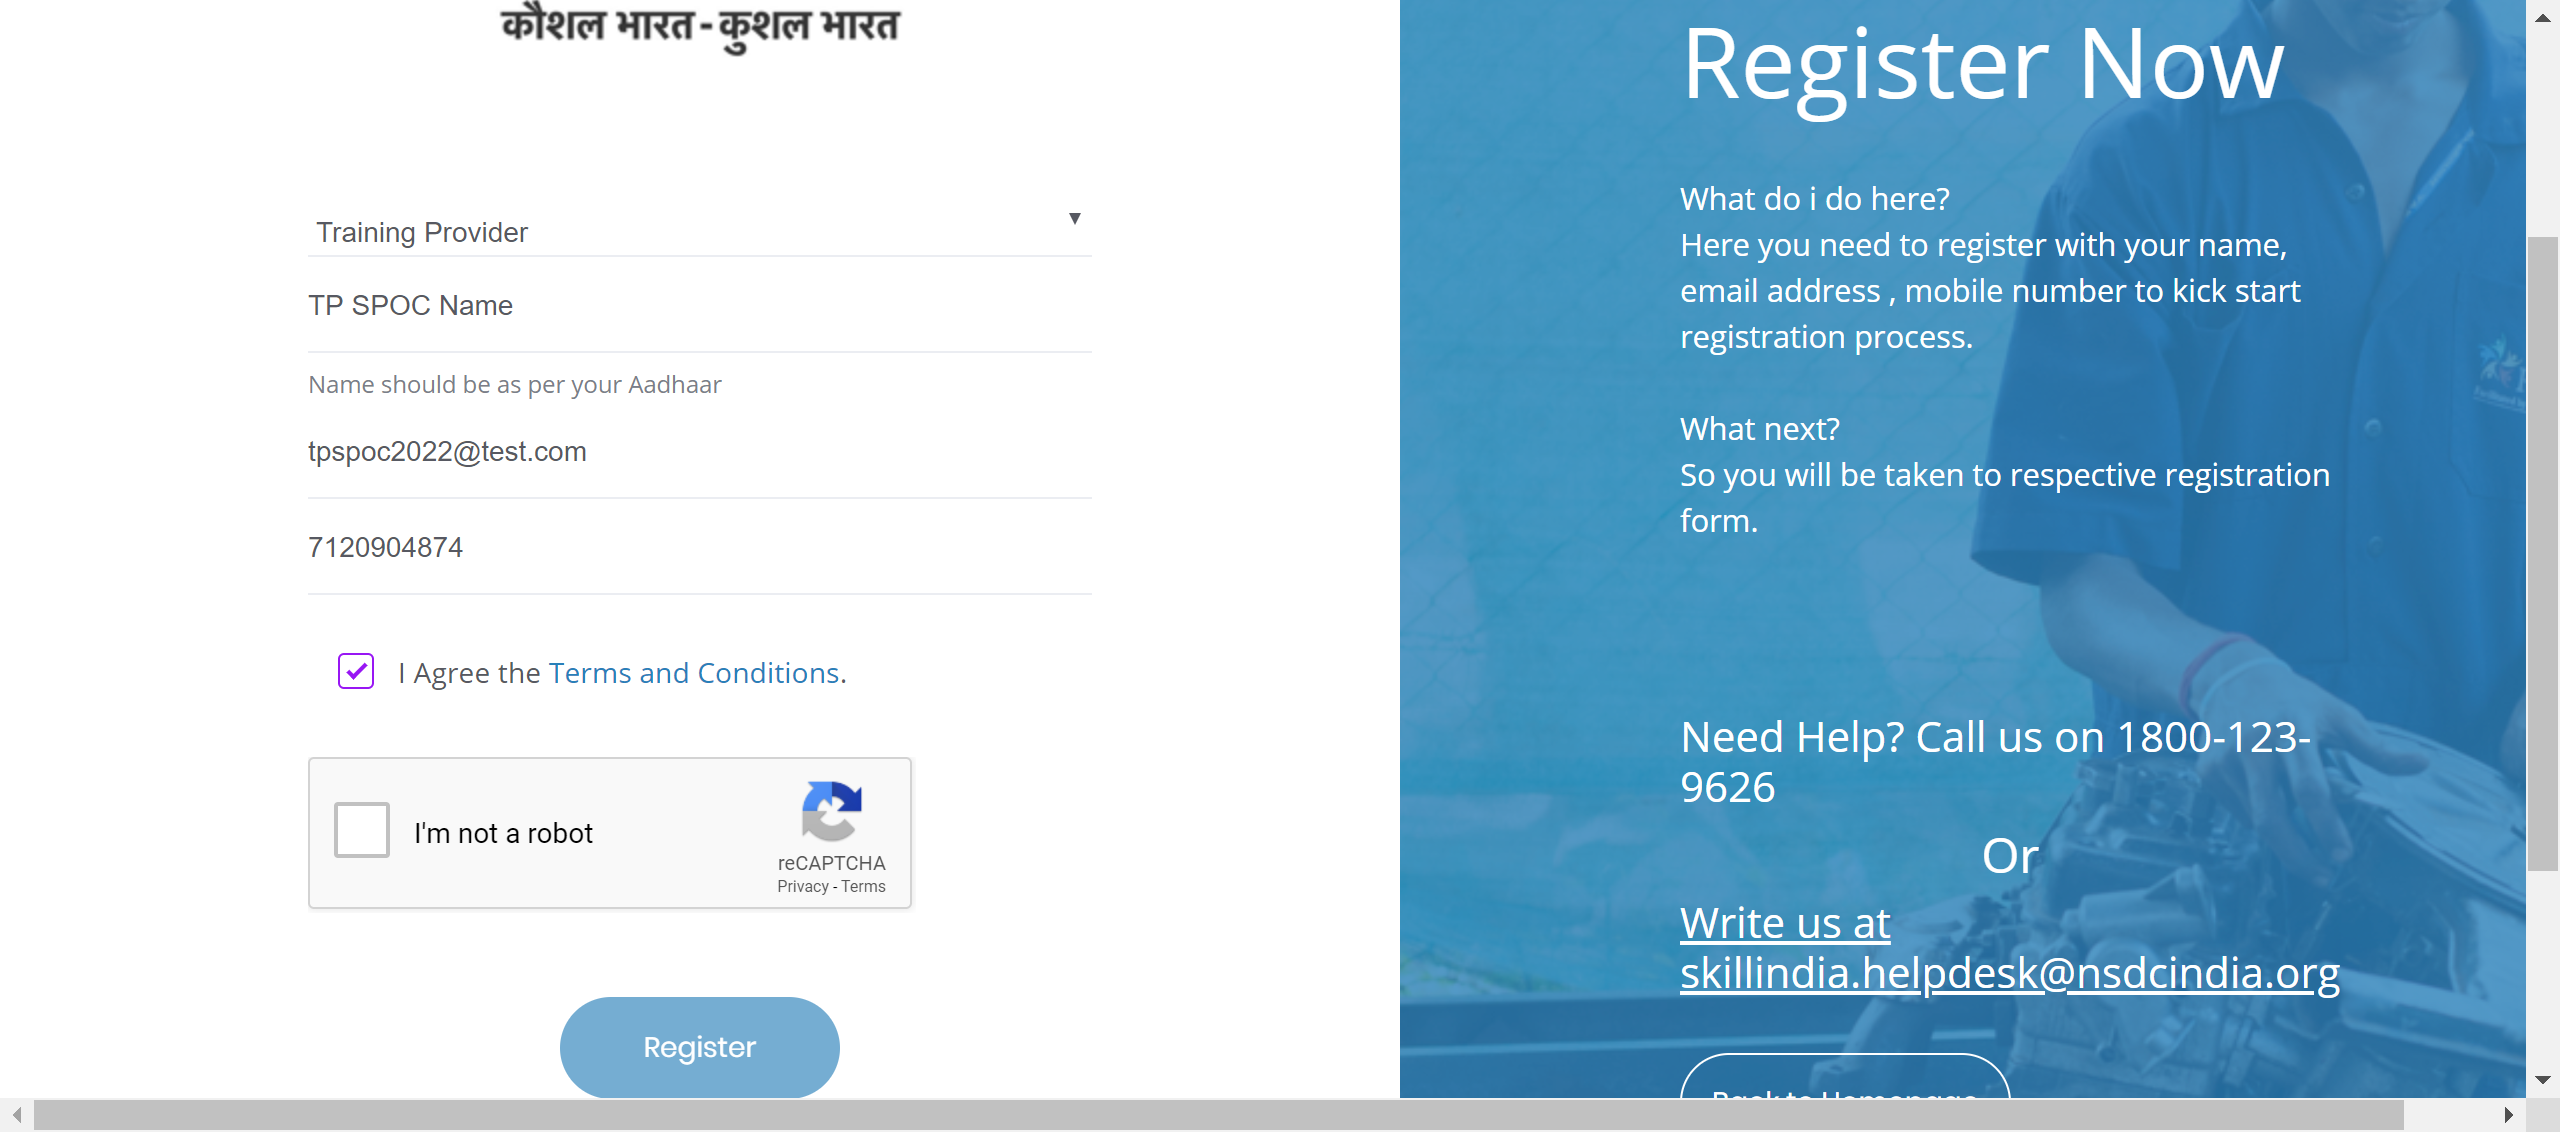 कौशल भारत - कुशल भारत
Training Provider
TP SPOC Name
Name should be as per your Aadhaar
tpspoc2022@test.com
7120904874
I Agree the Terms and Conditions.
I'm not a robot
reCAPTCHA
Privacy - Terms
Register
Register Now
What do i do here?
Here you need to register with your name,
email address , mobile number to kick start
registration process.
What next?
So you will be taken to respective registration
form.
Need Help? Call us on 1800-123-
9626
Or
Write us at
skillindia.helpdesk@nsdcindia.org
Back to Homepage